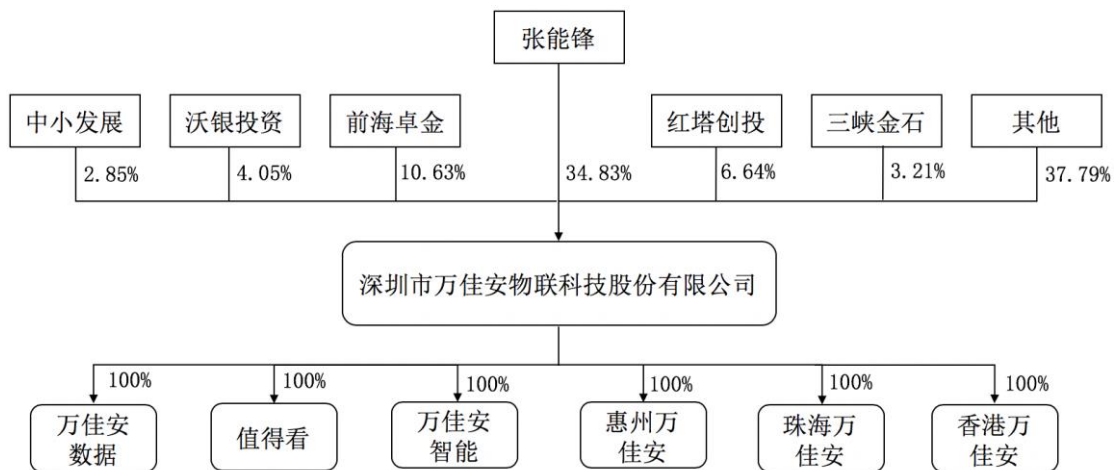 张能锋
中小发展
沃银投资
前海卓金
红塔创投
三峡金石
其他
2.85%
4.05%
10.63%
34.83%
6.64%
3.21%
37.79%
深圳市万佳安物联科技股份有限公司
100%
100%
100%
100%
100%
100%
万佳安
数据
值得看
万佳安
智能
惠州万
佳安
珠海万
佳安
香港万
佳安